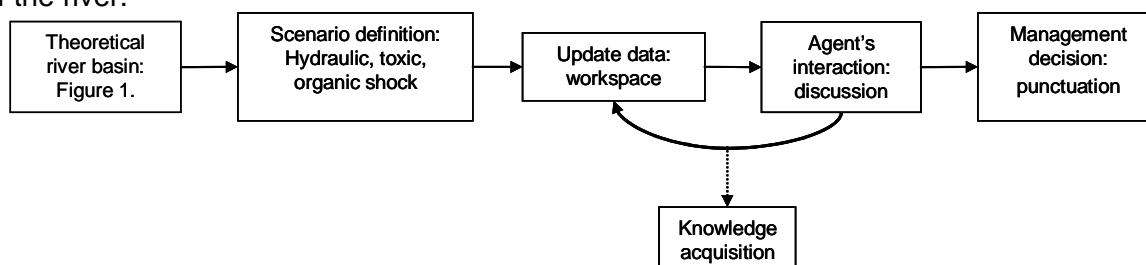 the river.
Theoretical
river basin:
Figure 1.
Scenario definition:
Hydraulic, toxic,
organic shock
Update data:
workspace
Agent's
interaction:
discussion
Management
decision:
punctuation
Knowledge
acquisition